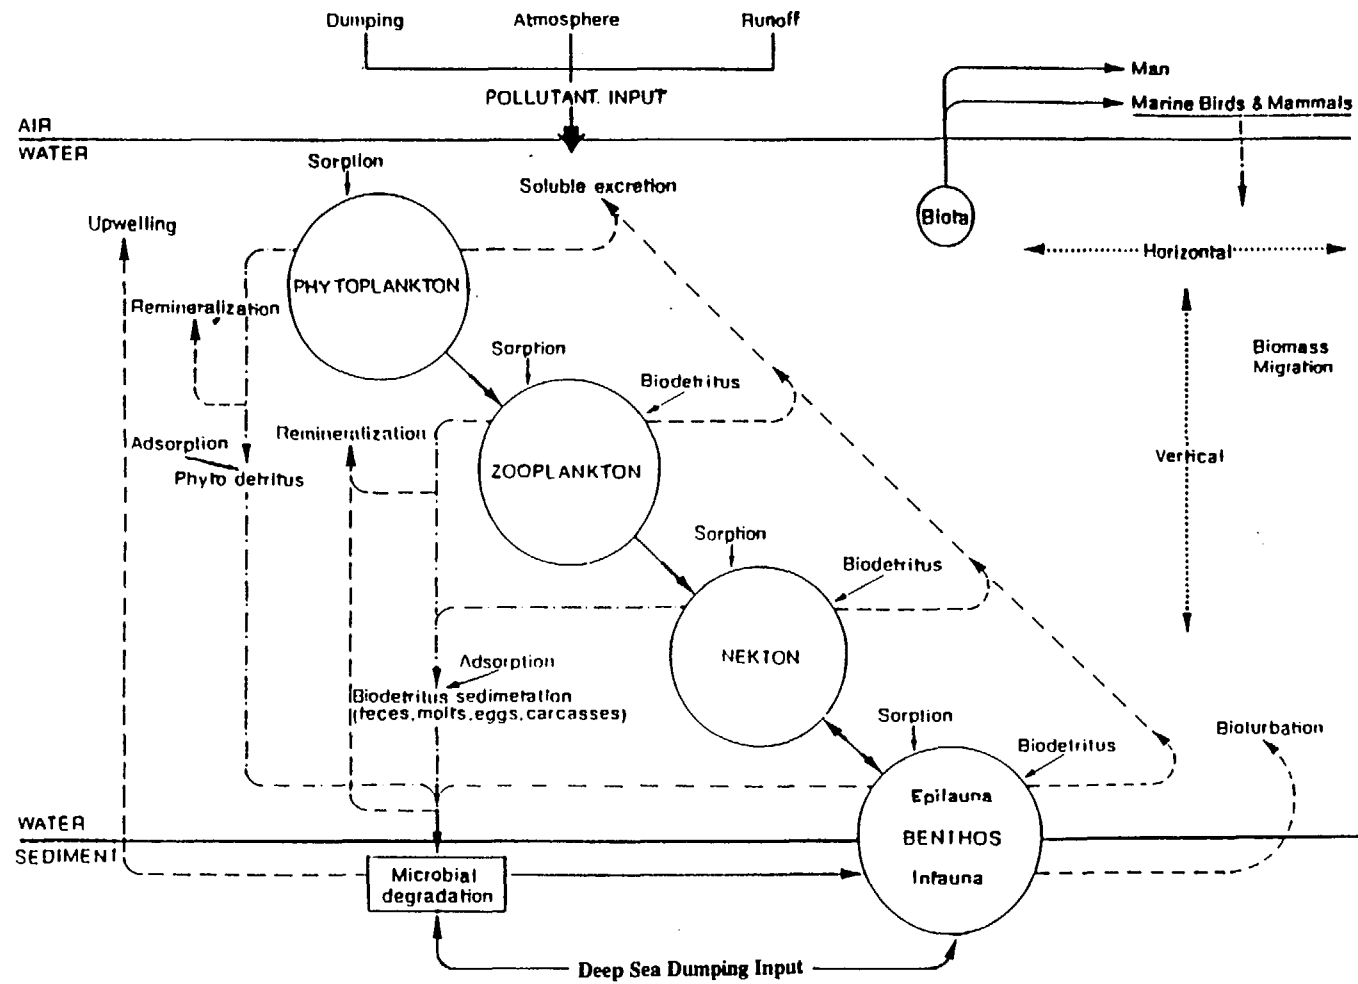 Dumping
Atmosphere
Runoff
POLLUTANT INPUT
Man
Marine Birds & Mammals
AIR
WATER
Sorption
Soluble excretion
Upwelling
Biota
Horizontal
PHYTOPLANKTON
Remineralization
Sorption
Biomass
Migration
Biodetritus
Remineralization
Adsorption
Phyto detritus
ZOOPLANKTON
Vertical
Sorption
Biodetritus
NEKTON
Adsorption
Biodetritus sedimetation
(feces, molts, eggs, carcasses)
Sorption
Bioturbation
Biodetritus
Epifauna
WATER
BENTHOS
SEDIMENT
Microbial
degradation
Infauna
Deep Sea Dumping Input